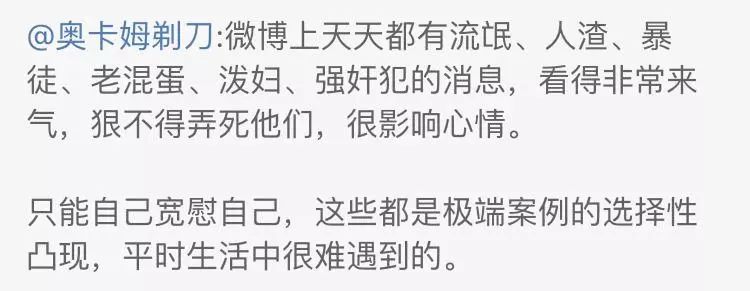 @奥卡姆剃刀:微博上天天都有流氓、人渣、暴
徒、老混蛋、泼妇、强奸犯的消息，看得非常来
气，狠不得弄死他们，很影响心情。
只能自己宽慰自己，这些都是极端案例的选择性
凸现，平时生活中很难遇到的。